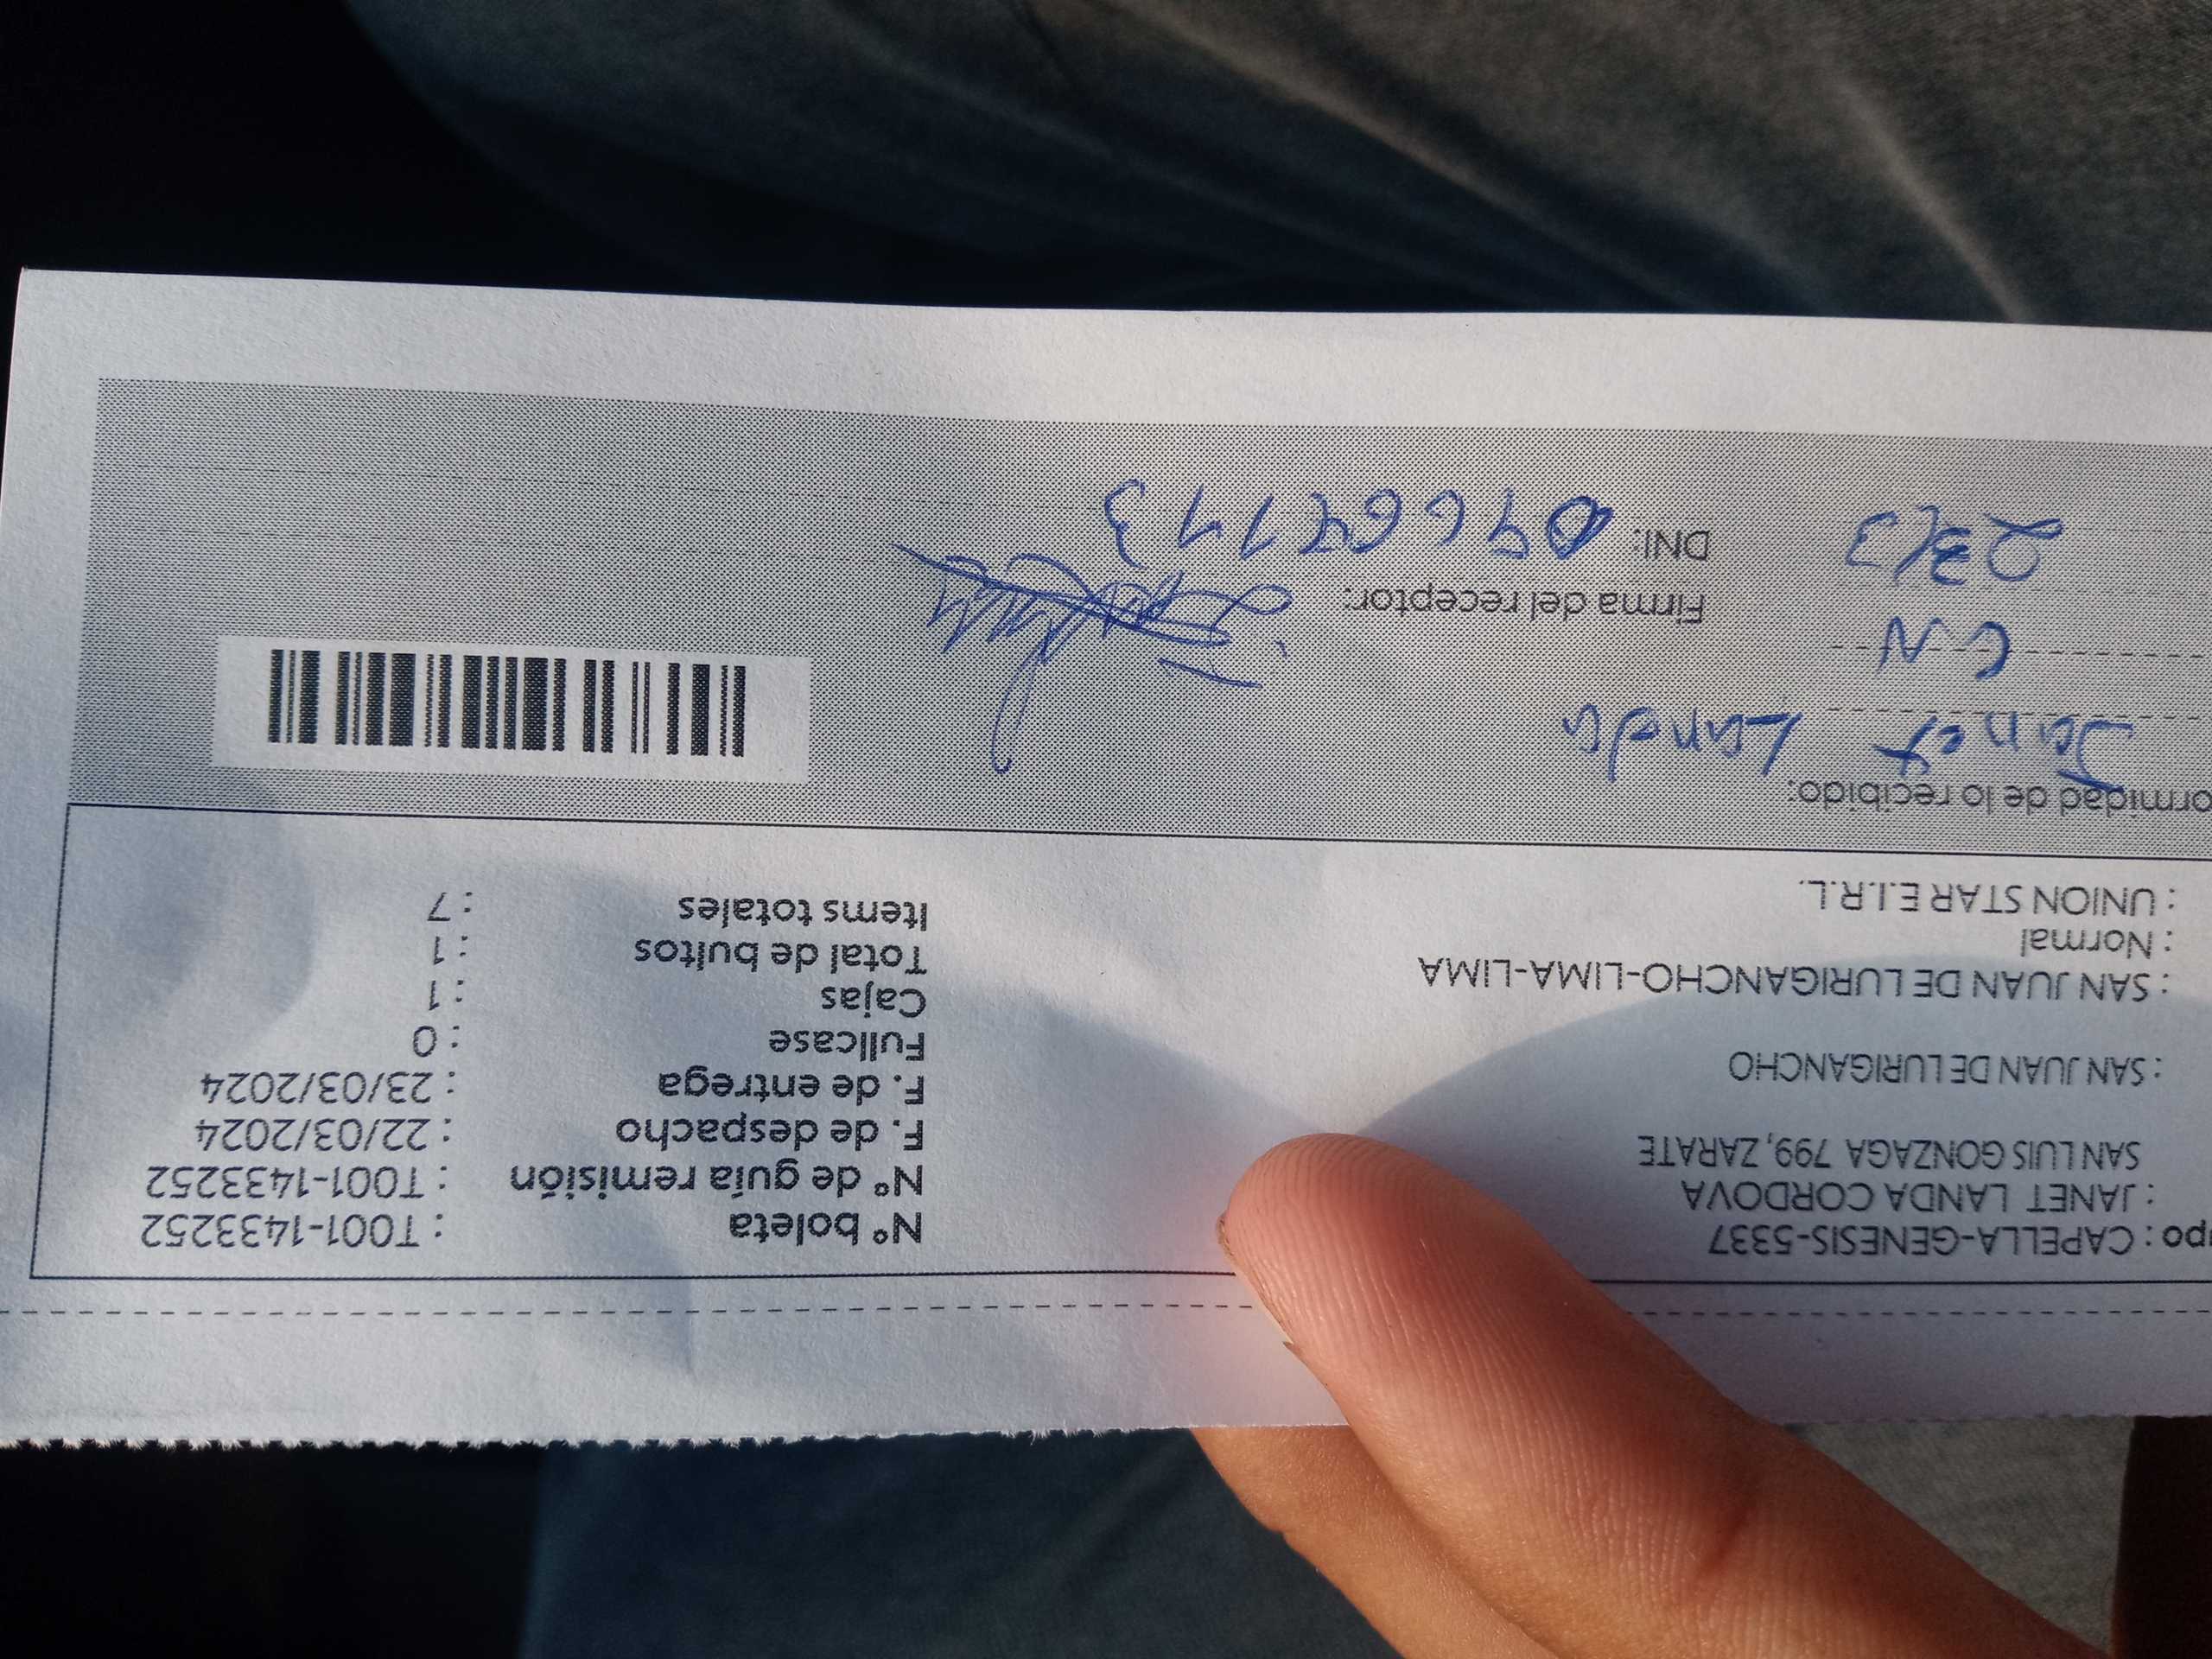 po : CAPELLA-GENESIS-5337
: JANET LANDA CORDOVA
SAN LUIS GONZAGA 799, ZARATE
: SAN JUAN DE LURIGANCHO
: SAN JUAN DE LURIGANCHO-LIMA-LIMA
: Normal
: UNION STAR E.I.R.L.
N° boleta : T001-1433252
N° de guía remisión : T001-1433252
F. de despacho : 22/03/2024
F. de entrega : 23/03/2024
Fullcase : 0
Cajas : 1
Total de bultos : 1
Items totales : 7
ormidad de lo recibido:
Janet Landa
Firma del receptor:
23/3
DNI: